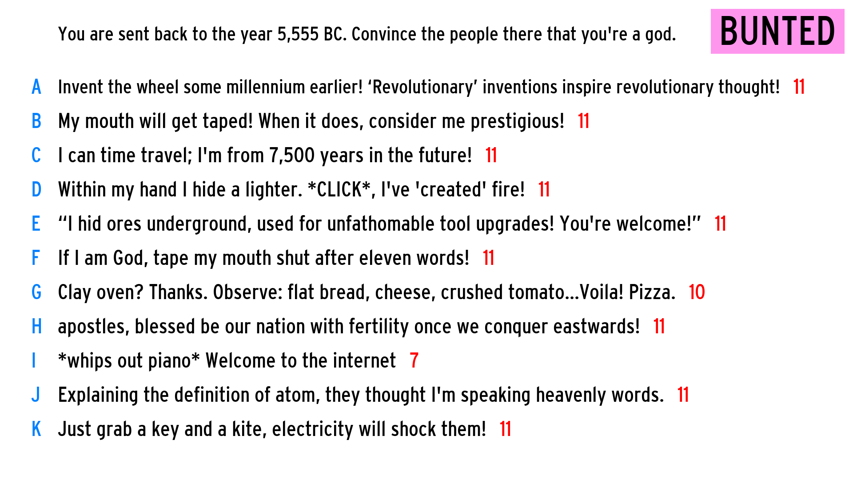 You are sent back to the year 5,555 BC. Convince the people there that you're a god. BUNTED
A Invent the wheel some millennium earlier! ‘Revolutionary’ inventions inspire revolutionary thought! 11
B My mouth will get taped! When it does, consider me prestigious! 11
C I can time travel; I'm from 7,500 years in the future! 11
D Within my hand I hide a lighter. *CLICK*, I've 'created' fire! 11
E “I hid ores underground, used for unfathomable tool upgrades! You're welcome!” 11
F If I am God, tape my mouth shut after eleven words! 11
G Clay oven? Thanks. Observe: flat bread, cheese, crushed tomato...Voila! Pizza. 10
H apostles, blessed be our nation with fertility once we conquer eastwards! 11
I *whips out piano* Welcome to the internet 7
J Explaining the definition of atom, they thought I'm speaking heavenly words. 11
K Just grab a key and a kite, electricity will shock them! 11